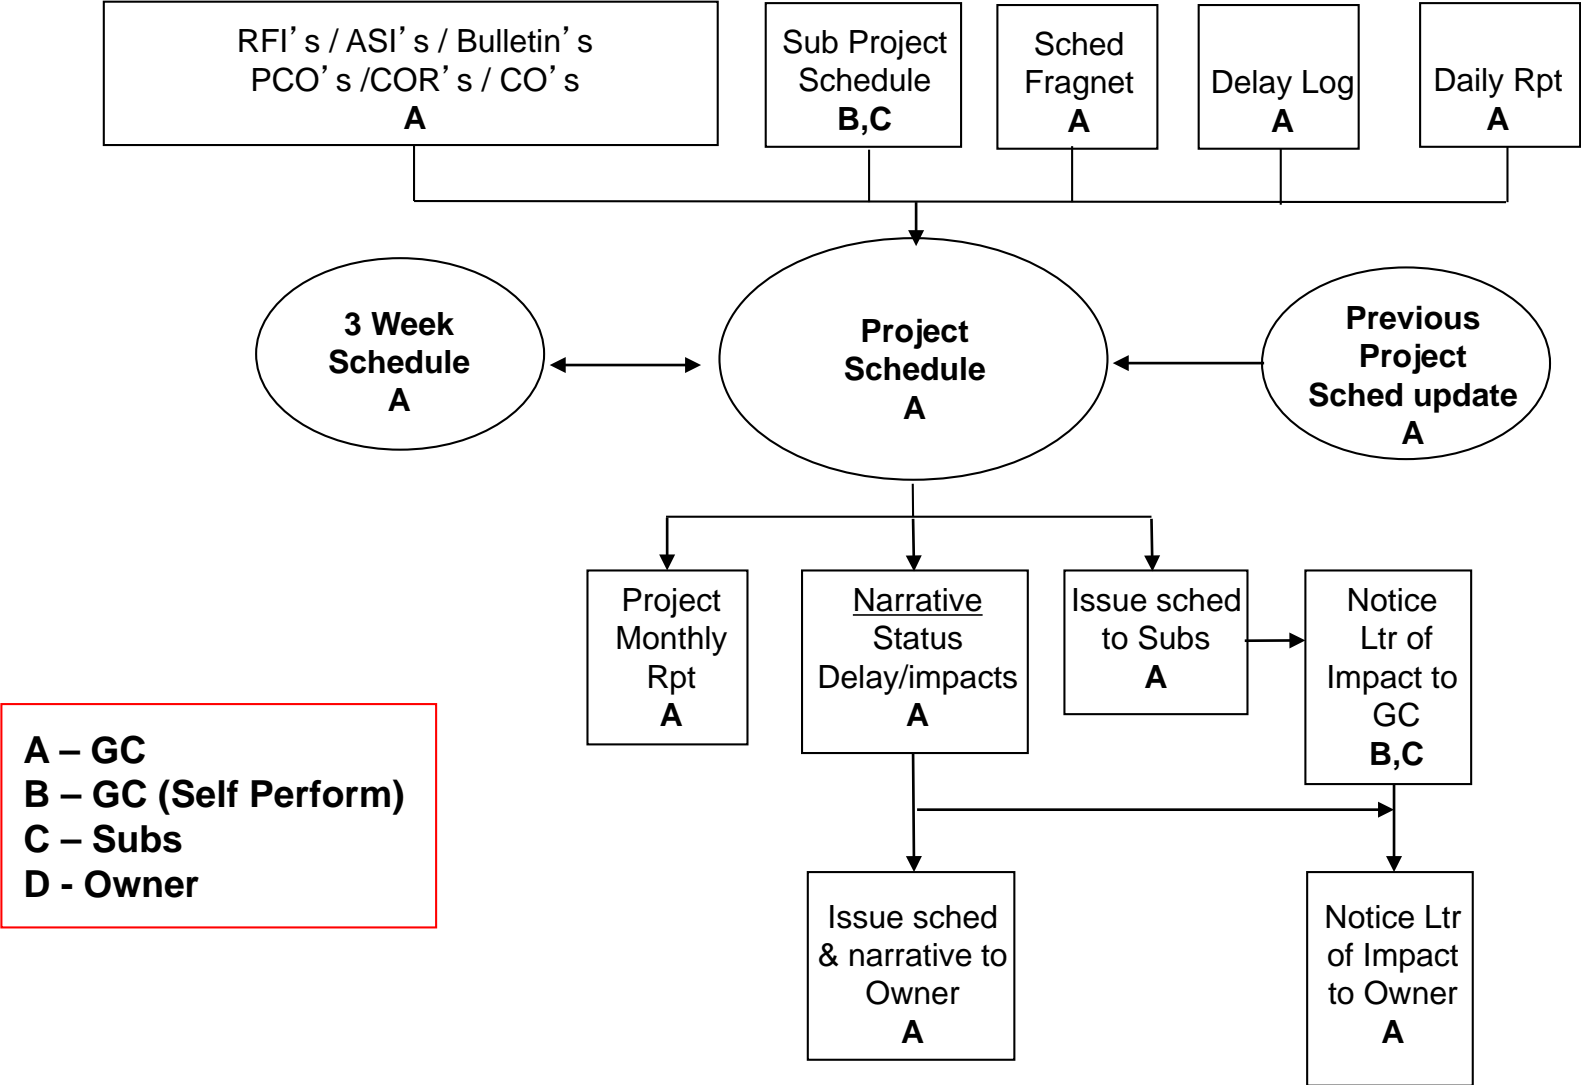 RFI's / ASI's / Bulletin's
PCO's /COR's / CO's
A
Sub Project
Schedule
B,C
Sched
Fragnet
A
Delay Log
A
Daily Rpt
A
3 Week
Schedule
A
Project
Schedule
A
Previous
Project
Sched update
A
Project
Monthly
Rpt
A
Narrative
Status
Delay/impacts
A
Issue sched
to Subs
A
Notice
Ltr of
Impact to
GC
B,C
A – GC
B – GC (Self Perform)
C – Subs
D - Owner
Issue sched
& narrative to
Owner
A
Notice Ltr
of Impact
to Owner
A